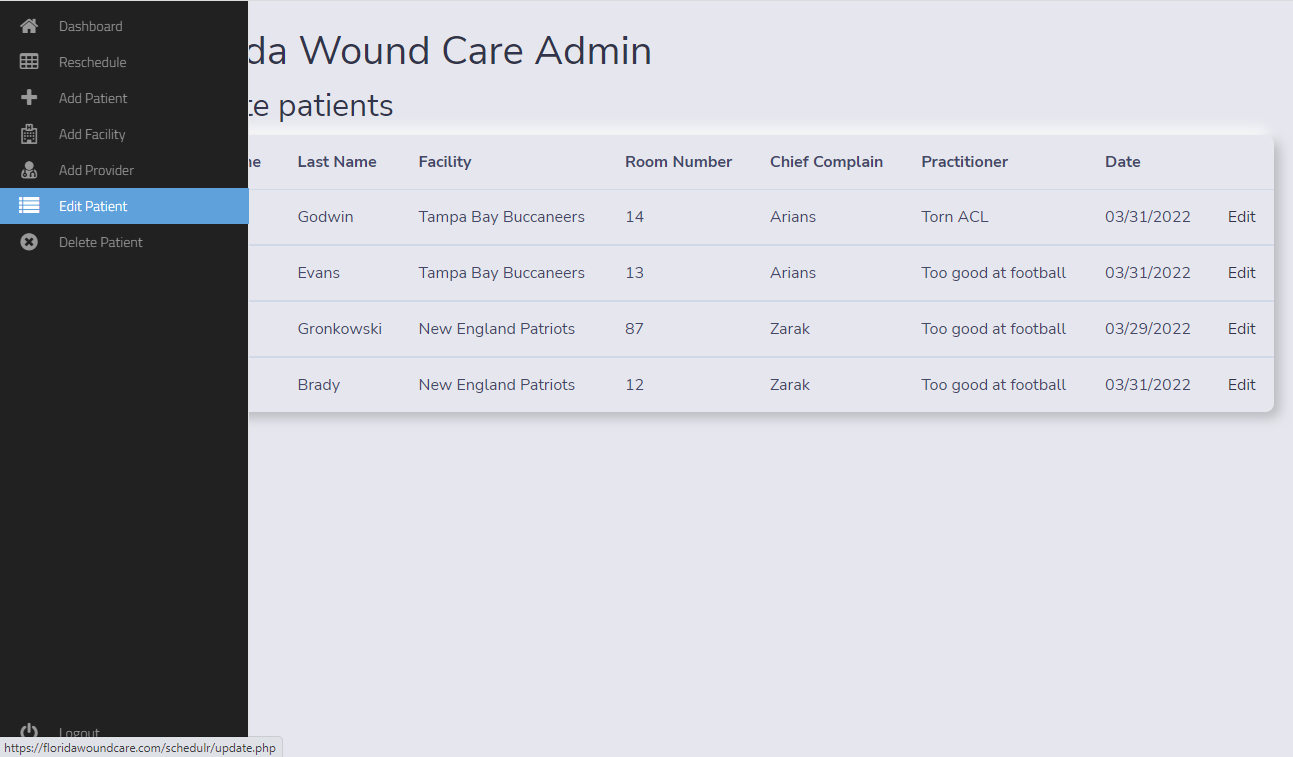 Dashboard
Reschedule
Add Patient
Add Facility
Add Provider
Edit Patient
Delete Patient
Logout
https://floridawoundcare.com/schedulr/update.php
da Wound Care Admin
te patients
ne Last Name Facility Room Number Chief Complain Practitioner Date
Godwin Tampa Bay Buccaneers 14 Arians Torn ACL 03/31/2022 Edit
Evans Tampa Bay Buccaneers 13 Arians Too good at football 03/31/2022 Edit
Gronkowski New England Patriots 87 Zarak Too good at football 03/29/2022 Edit
Brady New England Patriots 12 Zarak Too good at football 03/31/2022 Edit